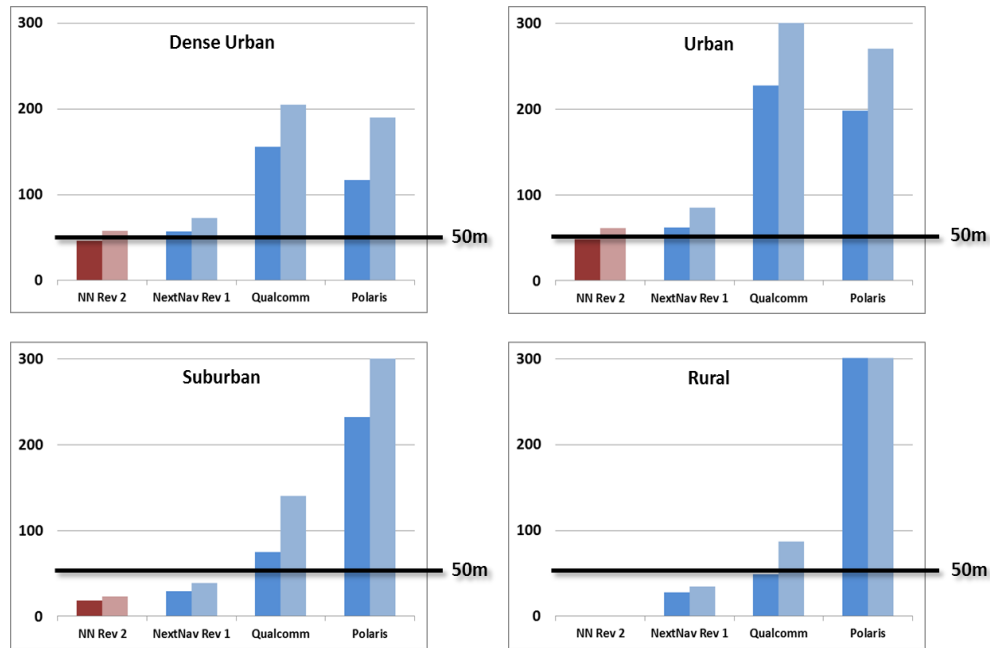 Dense Urban
300
200
100
0
50m
NN Rev 2 NextNav Rev 1 Qualcomm Polaris
Urban
300
200
100
0
50m
NN Rev 2 NextNav Rev 1 Qualcomm Polaris
Suburban
300
200
100
0
50m
NN Rev 2 NextNav Rev 1 Qualcomm Polaris
Rural
300
200
100
0
50m
NN Rev 2 NextNav Rev 1 Qualcomm Polaris